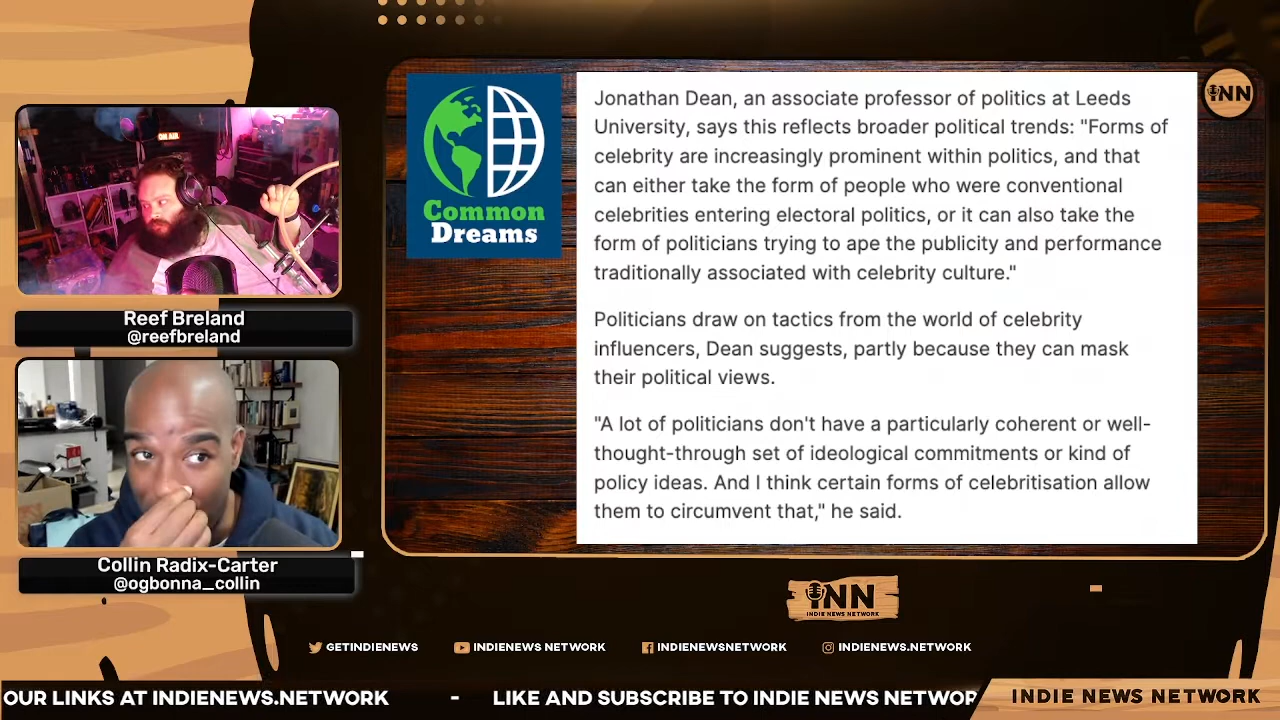 ON AIR
Reef Breland
@reefbreland
Collin Radix-Carter
@ogbonna_collin
Common
Dreams
Jonathan Dean, an associate professor of politics at Leeds
University, says this reflects broader political trends: "Forms of
celebrity are increasingly prominent within politics, and that
can either take the form of people who were conventional
celebrities entering electoral politics, or it can also take the
form of politicians trying to ape the publicity and performance
traditionally associated with celebrity culture."
Politicians draw on tactics from the world of celebrity
influencers, Dean suggests, partly because they can mask
their political views.
"A lot of politicians don't have a particularly coherent or well-
thought-through set of ideological commitments or kind of
policy ideas. And I think certain forms of celebritisation allow
them to circumvent that," he said.
INN
INN
INDIE NEWS NETWORK
GETINDIENEWS
INDIENEWS NETWORK
INDIENEWSNETWORK
INDIENEWS.NETWORK
OUR LINKS AT INDIENEWS.NETWORK - LIKE AND SUBSCRIBE TO INDIE NEWS NETWOR
INDIE NEWS NETWORK